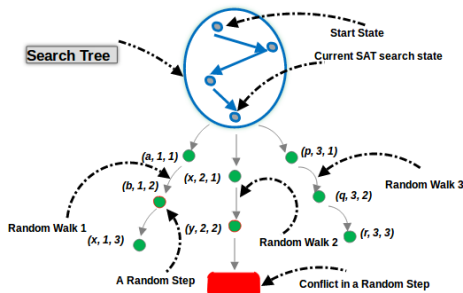 Start State
Search Tree
Current SAT search state
(a, 1, 1)
(p, 3, 1)
(x, 2, 1)
(b, 1, 2)
Random Walk 3
(q, 3, 2)
Random Walk 1
(y, 2, 2)
(x, 1, 3)
Random Walk 2
(r, 3, 3)
A Random Step
Conflict in a Random Step